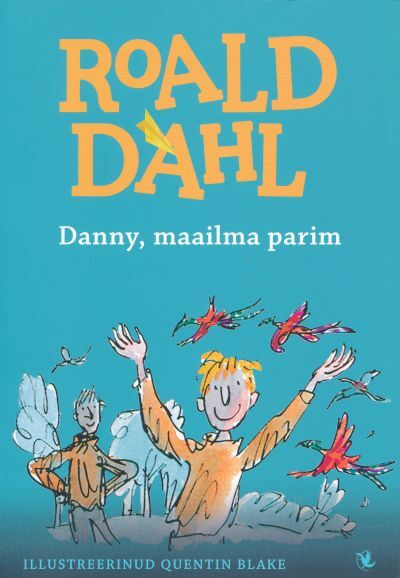 ROALD
DAHL
Danny, maailma parim
ILLUSTREERINUD QUENTIN BLAKE